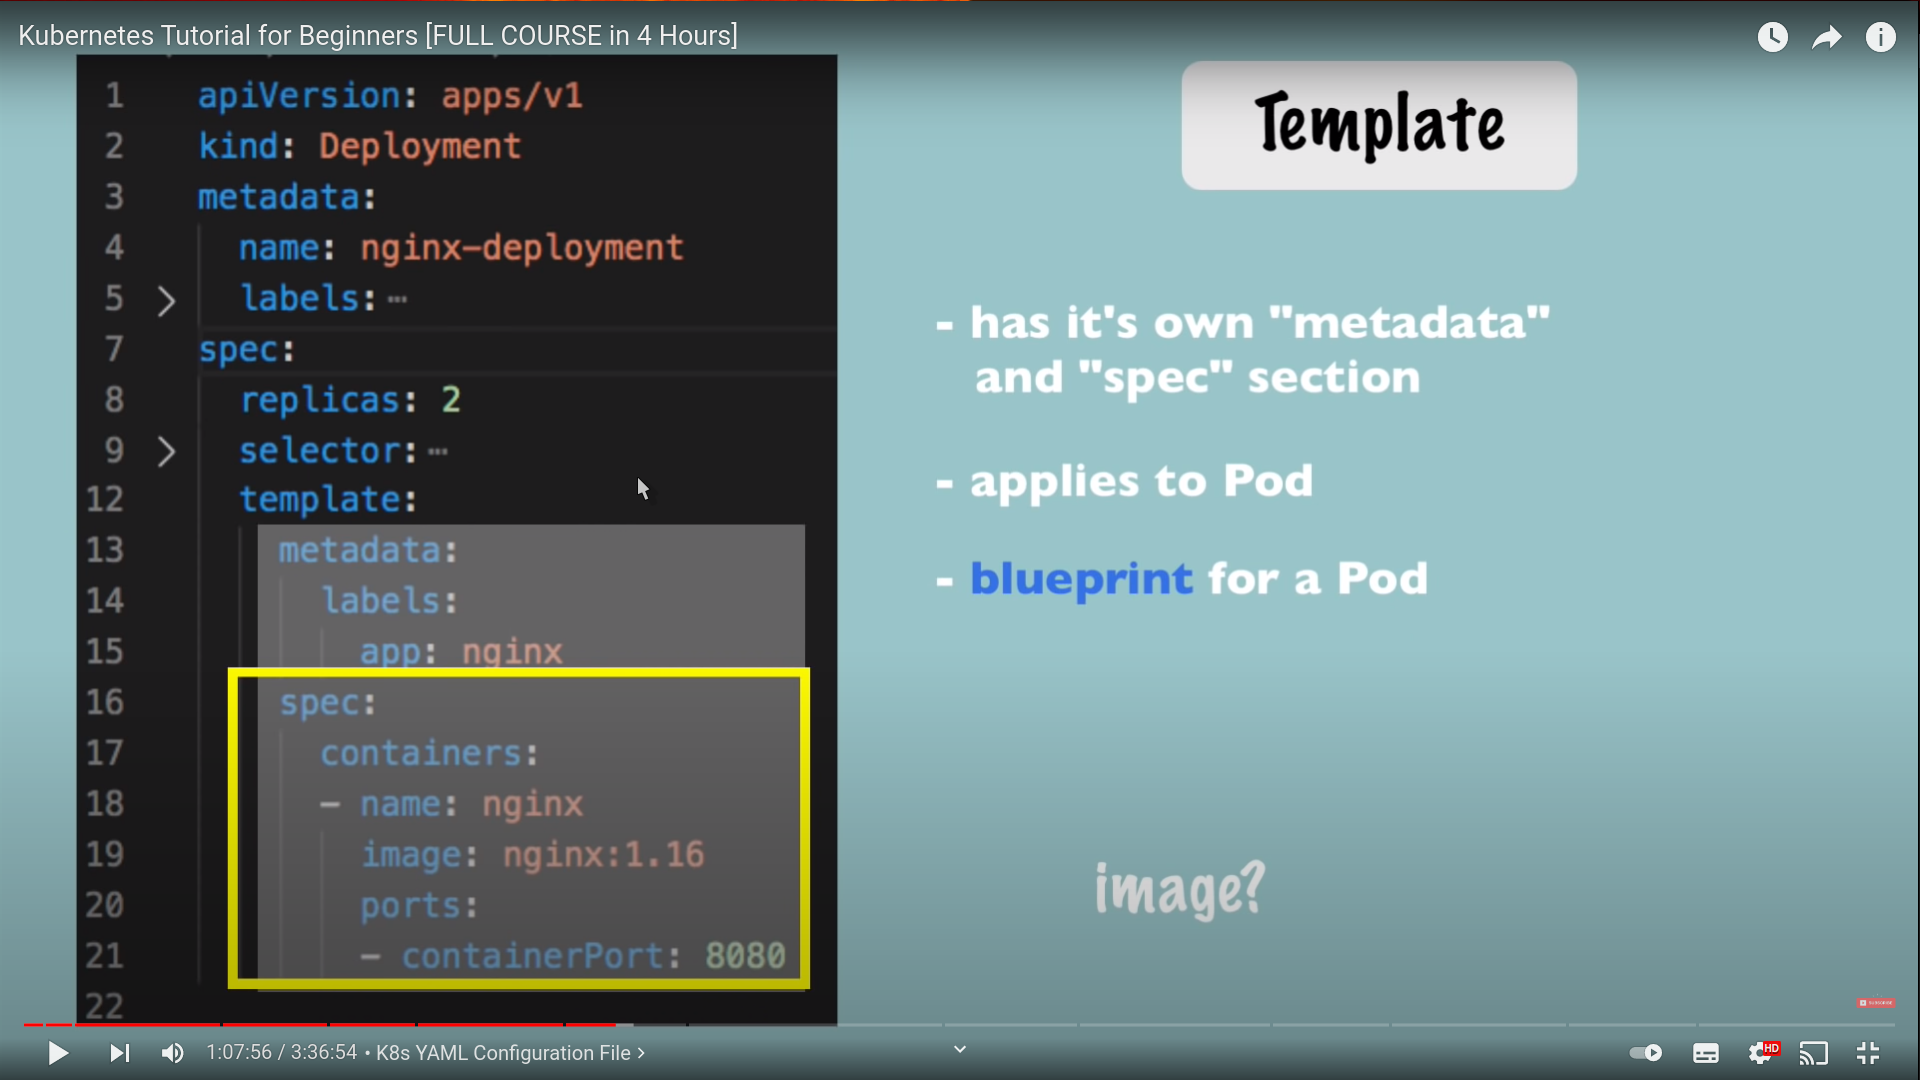 Kubernetes Tutorial for Beginners [FULL COURSE in 4 Hours]
1 apiVersion: apps/v1
2 kind: Deployment
3 metadata:
4 name: nginx-deployment
5 labels:…
7 spec:
8 replicas: 2
9 selector:…
12 template:
13 metadata:
14 labels:
15 app: nginx
16 spec:
17 containers:
18 - name: nginx
19 image: nginx:1.16
20 ports:
21 - containerPort: 8080
22
Template
- has it's own "metadata"
and "spec" section
- applies to Pod
- blueprint for a Pod
image?
SUBSCRIBE
1:07:56 / 3:36:54 • K8s YAML Configuration File >
HD